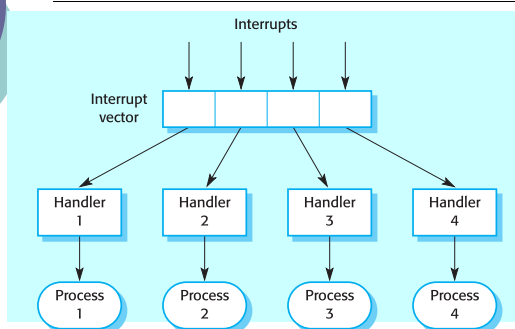 Interrupts
Interrupt
vector
Handler
1
Handler
2
Handler
3
Handler
4
Process
1
Process
2
Process
3
Process
4